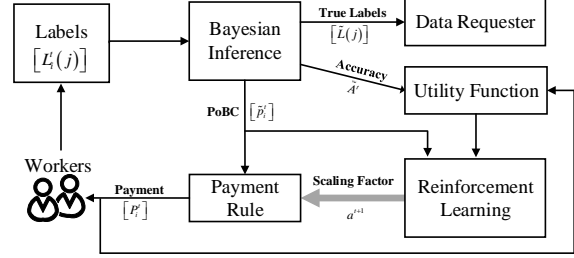 Labels
[L_i^t(j)]
Bayesian
Inference
True Labels
[L̃(j)]
Data Requester
Accuracy
Ã^t
Utility Function
PoBC [p̃_i^t]
Workers
Payment
[P_i^t]
Payment
Rule
Scaling Factor
a^{t+1}
Reinforcement
Learning